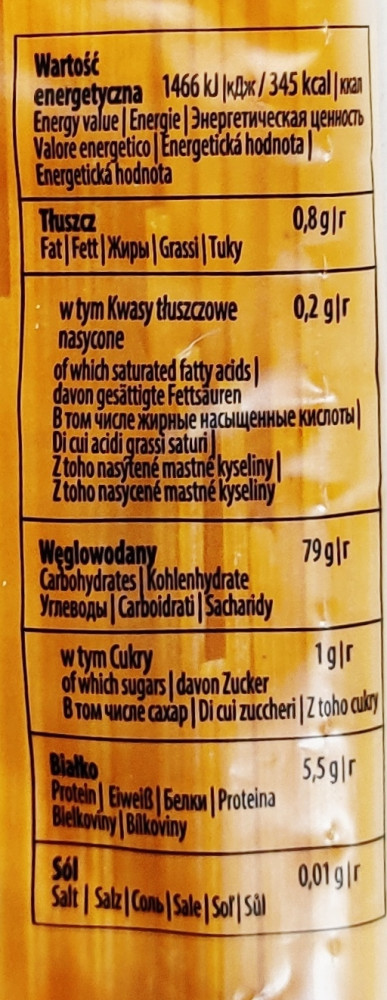 Wartość
energetyczna 1466 kJ|кДж / 345 kcal|ккал
Energy value | Energie | Энергетическая ценность
Valore energetico | Energetická hodnota |
Energetická hodnota
Tłuszcz 0,8 g|г
Fat | Fett | Жиры | Grassi | Tuky
w tym Kwasy tłuszczowe 0,2 g|г
nasycone
of which saturated fatty acids |
davon gesättigte Fettsäuren
В том числе жирные насыщенные кислоты |
Di cui acidi grassi saturi |
Z toho nasýtené mastné kyseliny |
Z toho nasycené mastné kyseliny
Węglowodany 79 g|г
Carbohydrates | Kohlenhydrate
Углеводы | Carboidrati | Sacharidy
w tym Cukry 1 g|г
of which sugars | davon Zucker
В том числе сахар | Di cui zuccheri | Z toho cukry
Białko 5,5 g|г
Protein | Eiweiß | Белки | Proteina
Bielkoviny | Bílkoviny
Sól 0,01 g|г
Salt | Salz | Соль | Sale | Soľ | Sůl